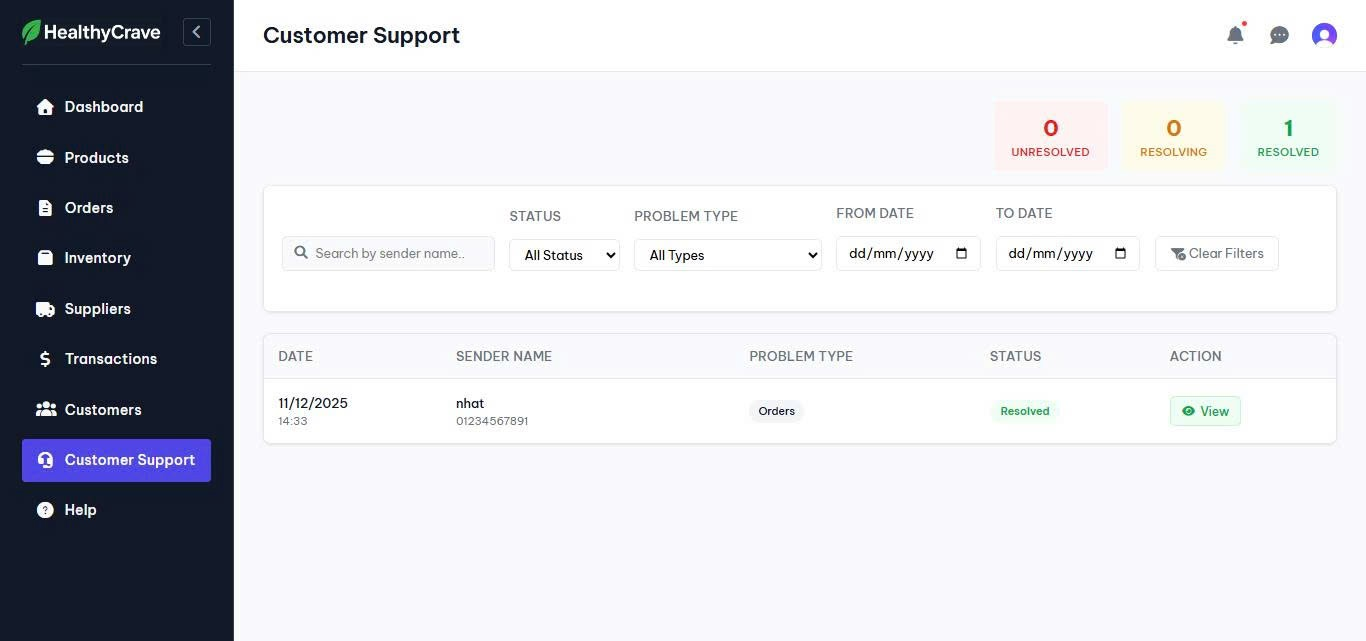 HealthyCrave
Dashboard
Products
Orders
Inventory
Suppliers
Transactions
Customers
Customer Support
Help
Customer Support
0 0 1
UNRESOLVED RESOLVING RESOLVED
STATUS PROBLEM TYPE FROM DATE TO DATE
Search by sender name.. All Status All Types dd/mm/yyyy dd/mm/yyyy Clear Filters
DATE SENDER NAME PROBLEM TYPE STATUS ACTION
11/12/2025 nhat Orders Resolved View
14:33 01234567891